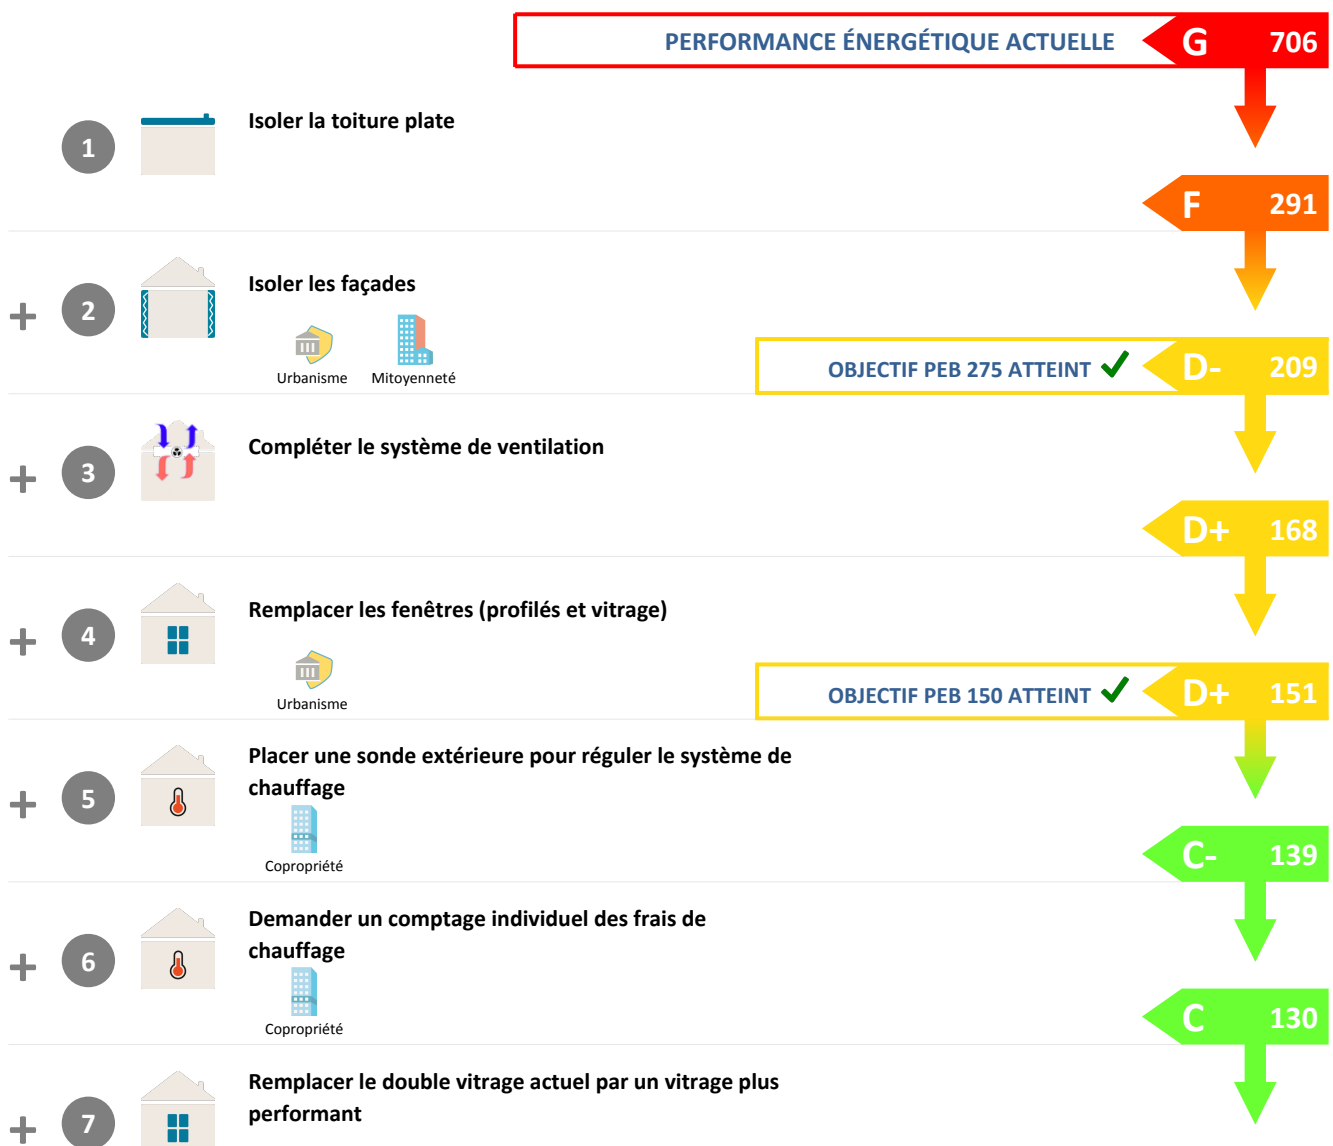 PERFORMANCE ÉNERGÉTIQUE ACTUELLE G 706
1 Isoler la toiture plate
F 291
+ 2 Isoler les façades
Urbanisme Mitoyenneté
OBJECTIF PEB 275 ATTEINT ✓ D- 209
+ 3 Compléter le système de ventilation
D+ 168
+ 4 Remplacer les fenêtres (profilés et vitrage)
Urbanisme
OBJECTIF PEB 150 ATTEINT ✓ D+ 151
+ 5 Placer une sonde extérieure pour réguler le système de
chauffage
Copropriété
C- 139
+ 6 Demander un comptage individuel des frais de
chauffage
Copropriété
C 130
+ 7 Remplacer le double vitrage actuel par un vitrage plus
performant